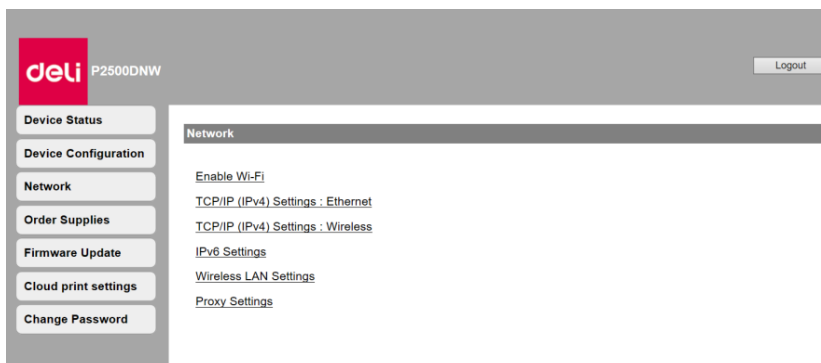 deli P2500DNW
Logout
Device Status
Device Configuration
Network
Order Supplies
Firmware Update
Cloud print settings
Change Password
Network
Enable Wi-Fi
TCP/IP (IPv4) Settings : Ethernet
TCP/IP (IPv4) Settings : Wireless
IPv6 Settings
Wireless LAN Settings
Proxy Settings